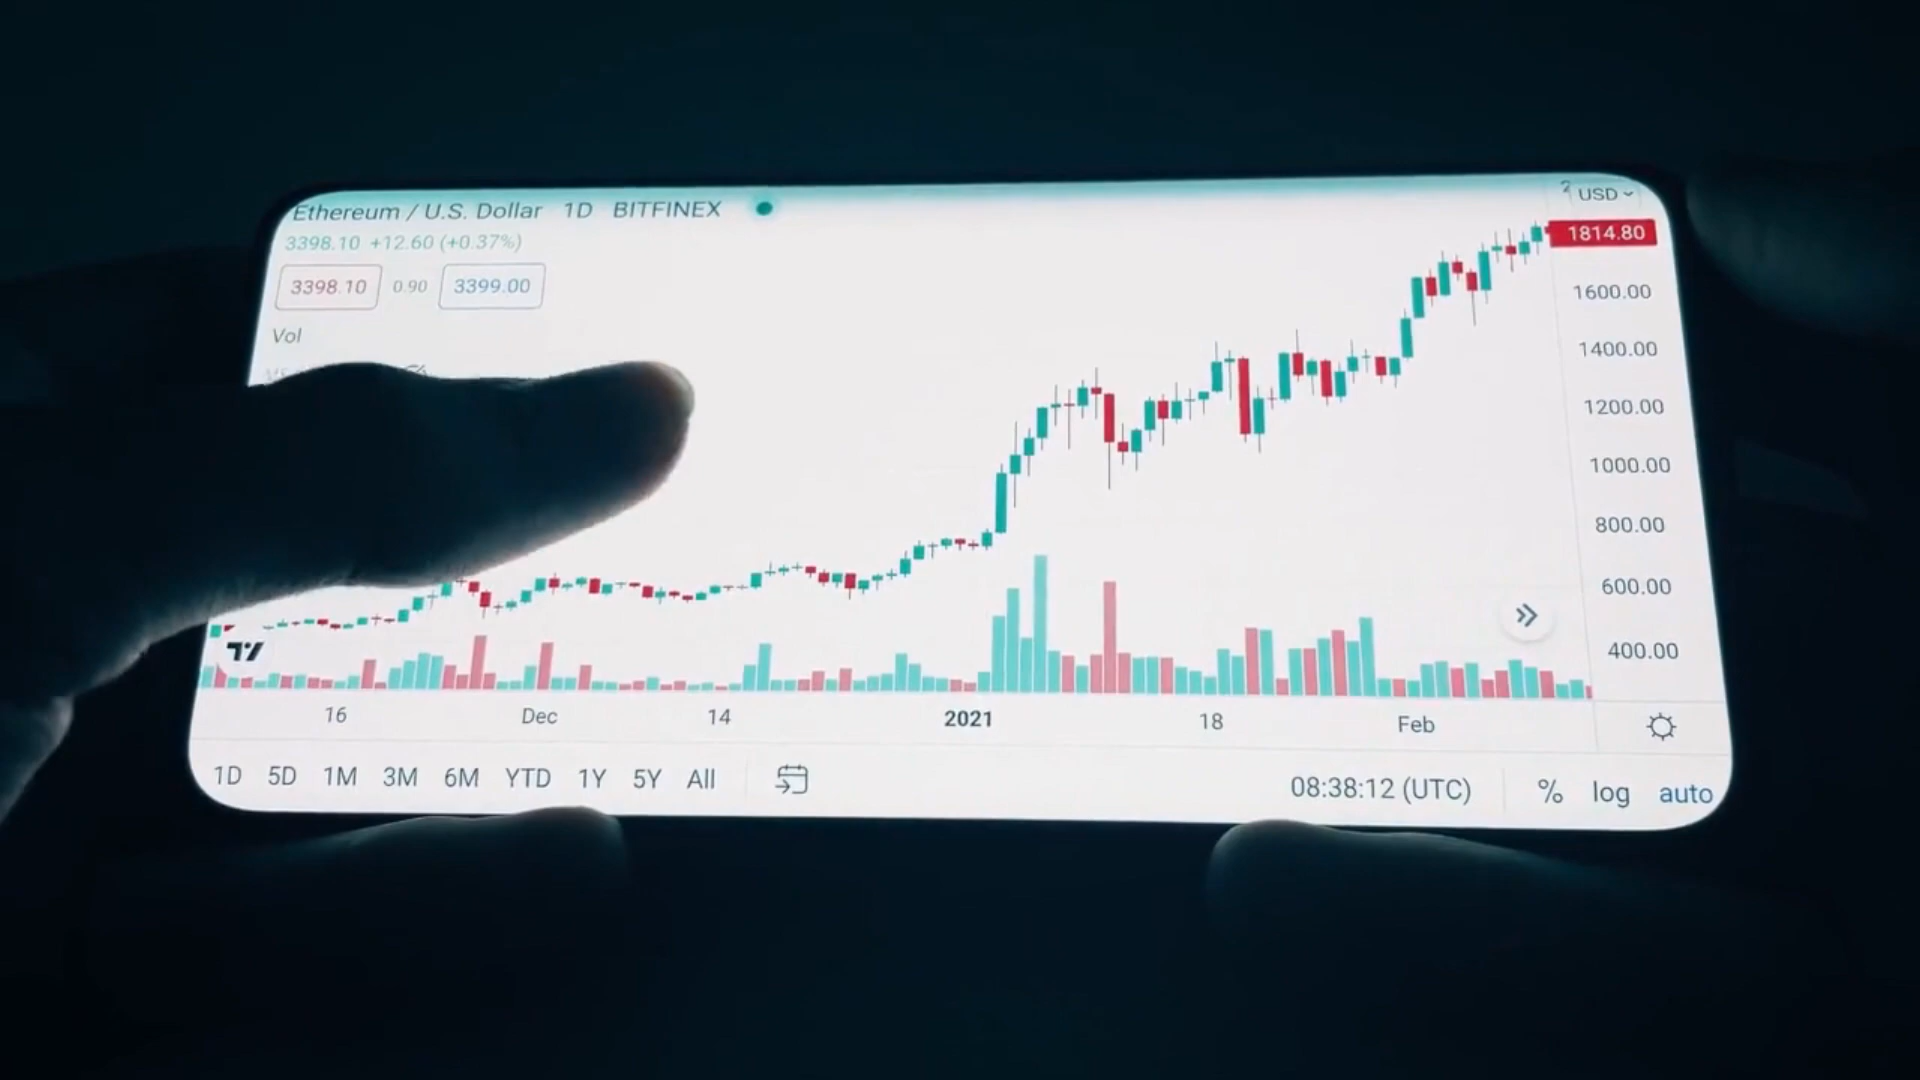 Ethereum / U.S. Dollar 1D BITFINEX
USD
3398.10 +12.60 (+0.37%)
1814.80
3398.10 0.90 3399.00
1600.00
Vol
1400.00
1200.00
1000.00
800.00
600.00
400.00
16 Dec 14 2021 18 Feb
1D 5D 1M 3M 6M YTD 1Y 5Y All
08:38:12 (UTC) % log auto